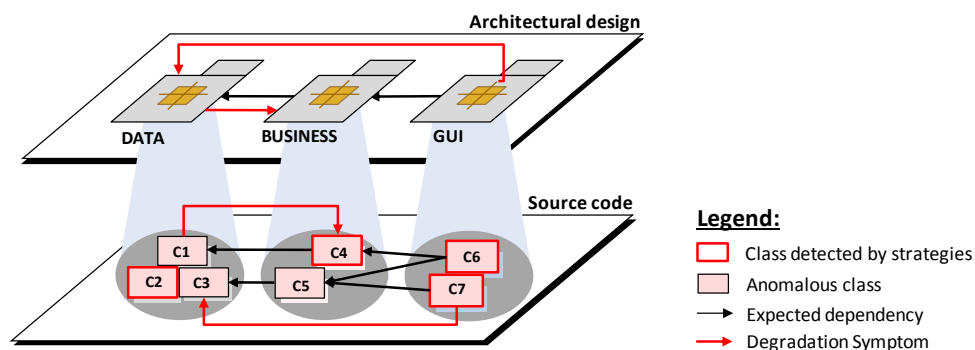 Architectural design
DATA
BUSINESS
GUI
Source code
C1
C4
C6
C2
C3
C5
C7
Legend:
Class detected by strategies
Anomalous class
Expected dependency
Degradation Symptom